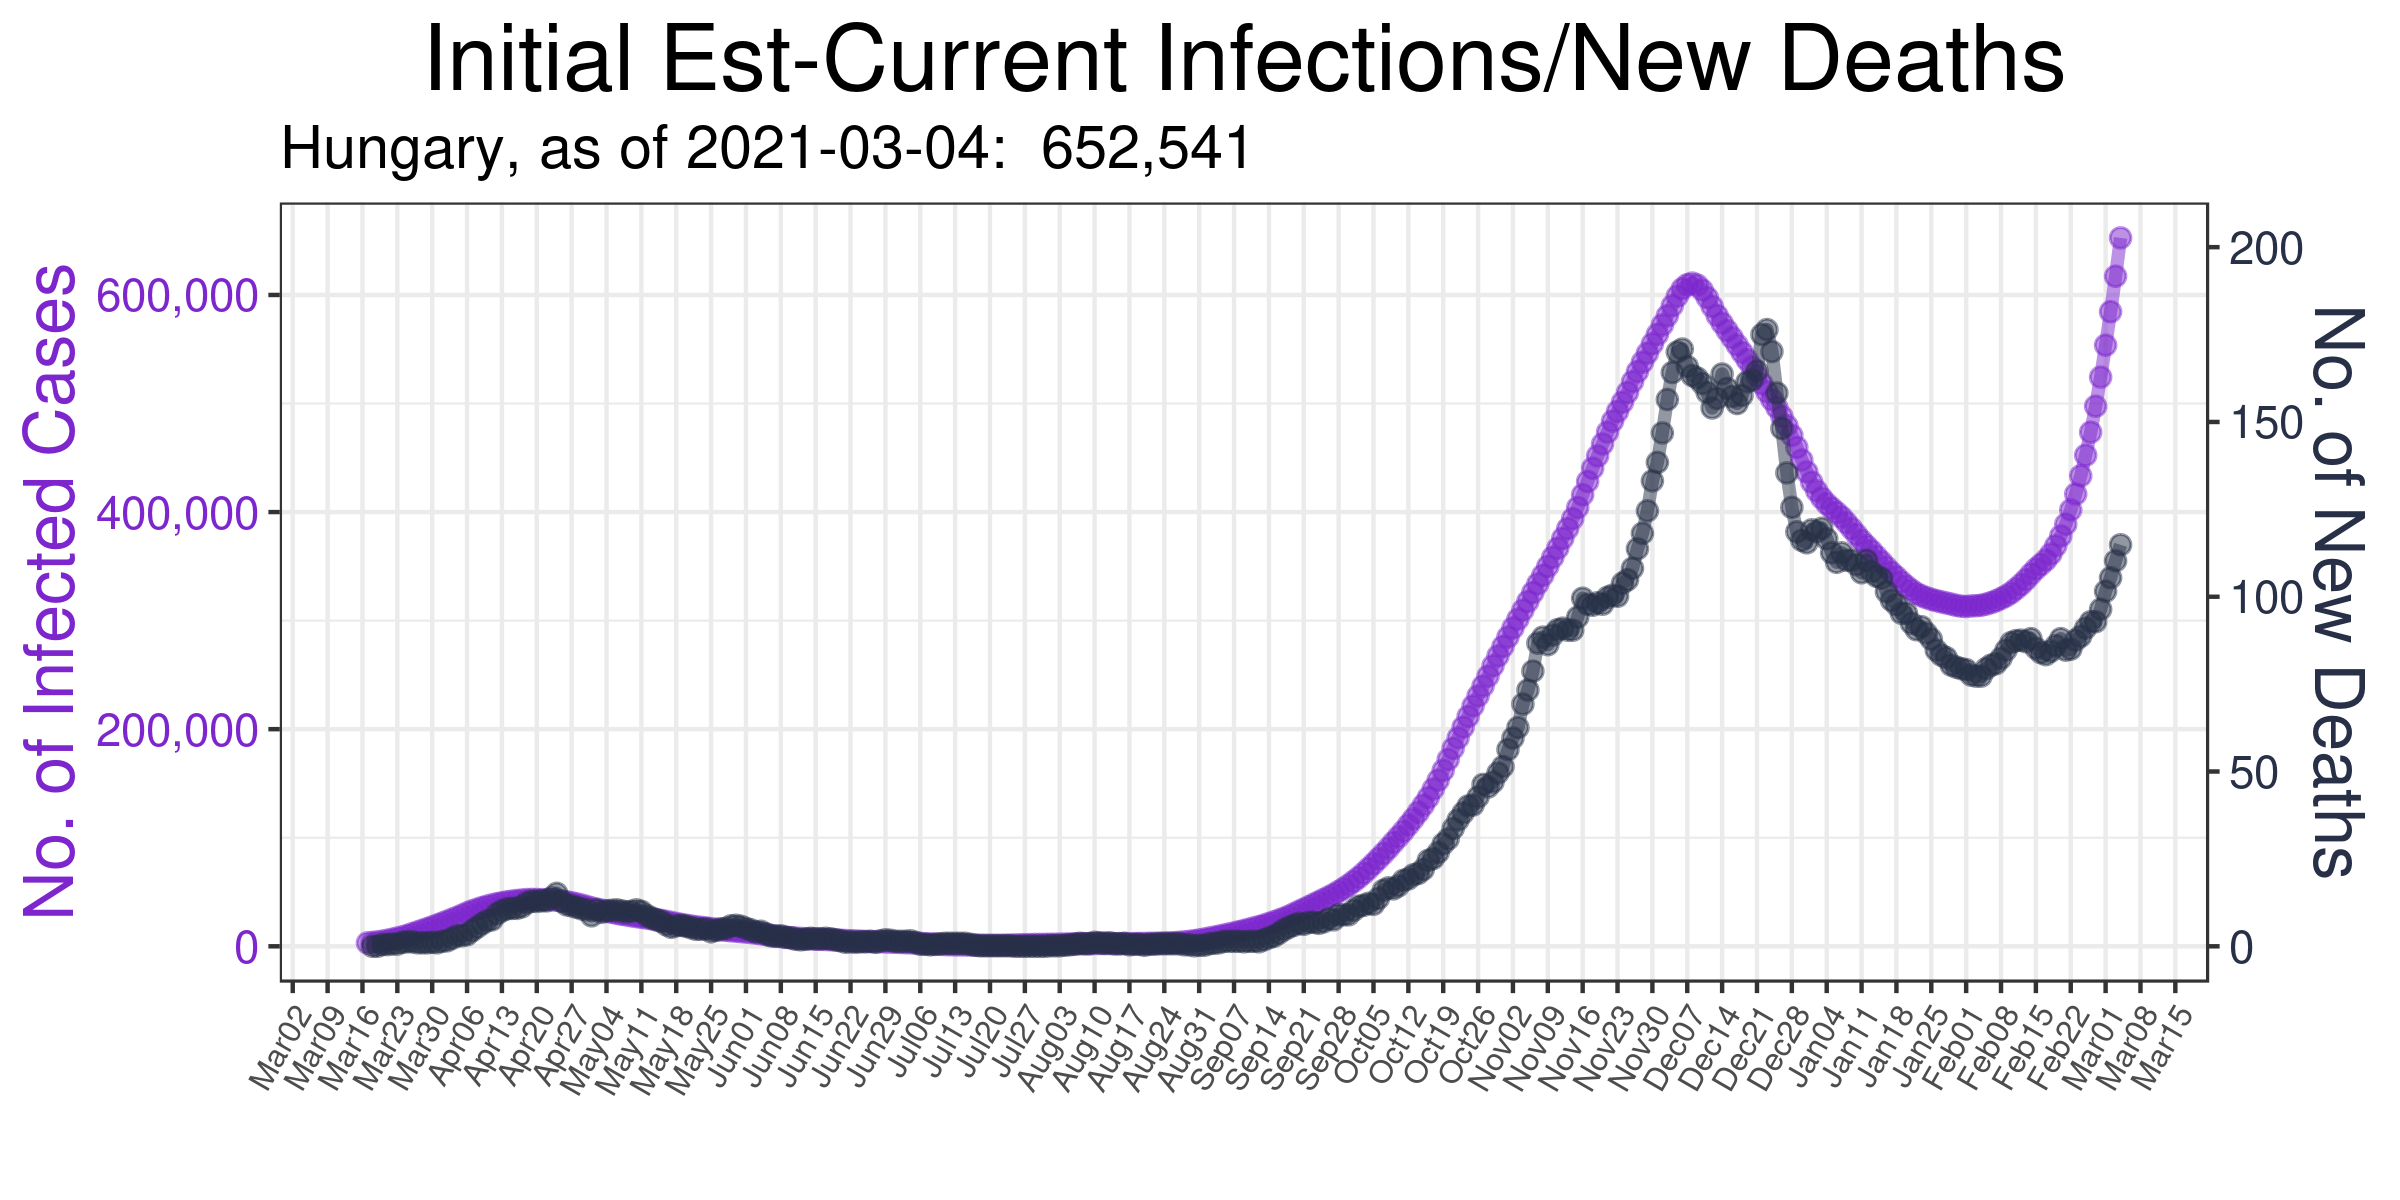 Initial Est-Current Infections/New Deaths
Hungary, as of 2021-03-04:  652,541
No. of Infected Cases
600,000
400,000
200,000
0
200
150
100
50
0
No. of New Deaths
Mar02
Mar09
Mar16
Mar23
Mar30
Apr06
Apr13
Apr20
Apr27
May04
May11
May18
May25
Jun01
Jun08
Jun15
Jun22
Jun29
Jul06
Jul13
Jul20
Jul27
Aug03
Aug10
Aug17
Aug24
Aug31
Sep07
Sep14
Sep21
Sep28
Oct05
Oct12
Oct19
Oct26
Nov02
Nov09
Nov16
Nov23
Nov30
Dec07
Dec14
Dec21
Dec28
Jan04
Jan11
Jan18
Jan25
Feb01
Feb08
Feb15
Feb22
Mar01
Mar08
Mar15